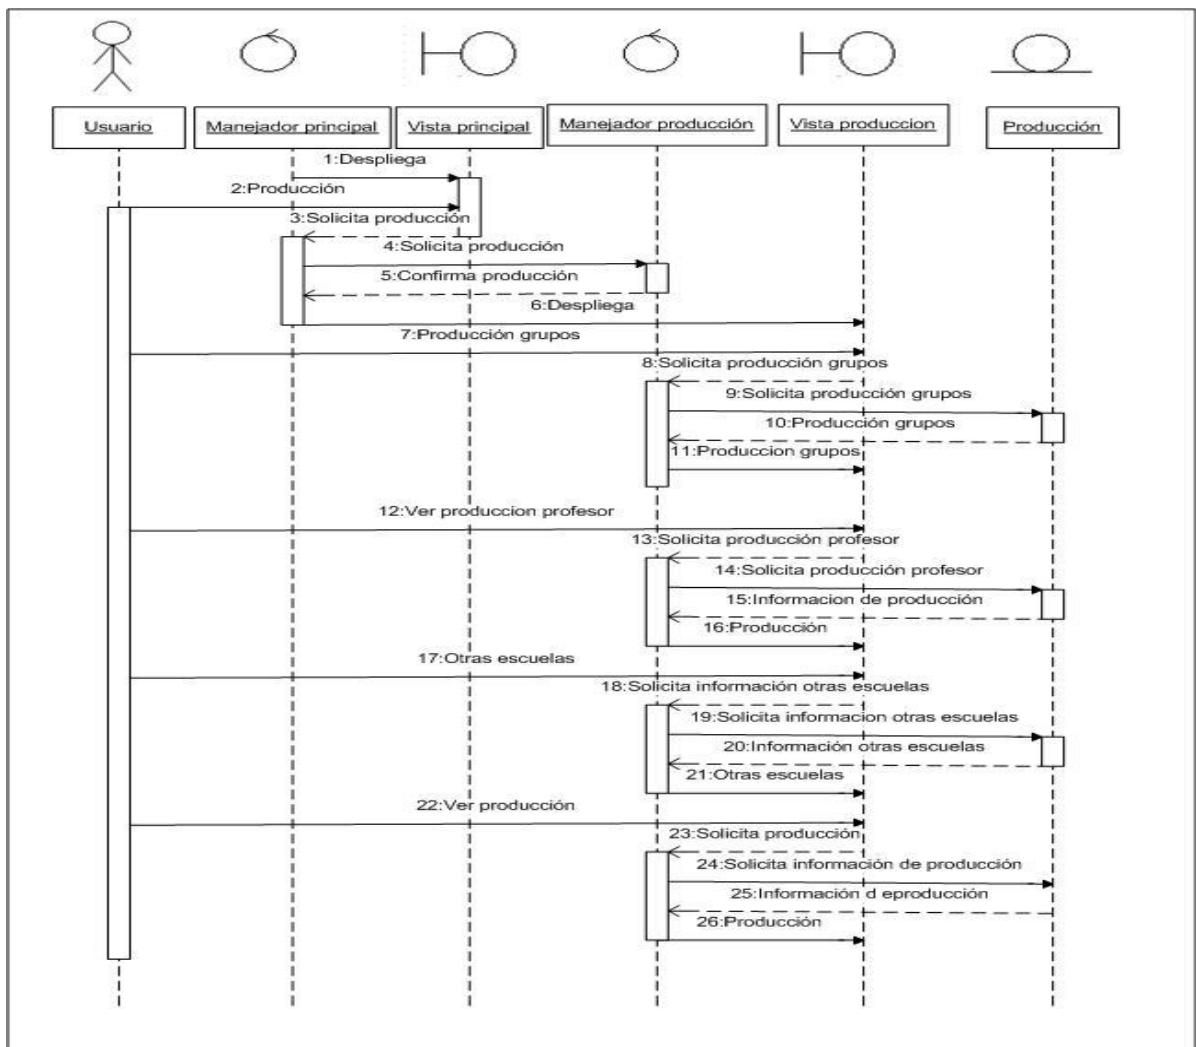 Usuario
Manejador principal
Vista principal
Manejador producción
Vista produccion
Producción
1:Despliega
2:Producción
3:Solicita producción
4:Solicita producción
5:Confirma producción
6:Despliega
7:Producción grupos
8:Solicita producción grupos
9:Solicita producción grupos
10:Producción grupos
11:Produccion grupos
12:Ver produccion profesor
13:Solicita producción profesor
14:Solicita producción profesor
15:Informacion de producción
16:Producción
17:Otras escuelas
18:Solicita información otras escuelas
19:Solicita informacion otras escuelas
20:Información otras escuelas
21:Otras escuelas
22:Ver producción
23:Solicita producción
24:Solicita información de producción
25:Información d eproducción
26:Producción